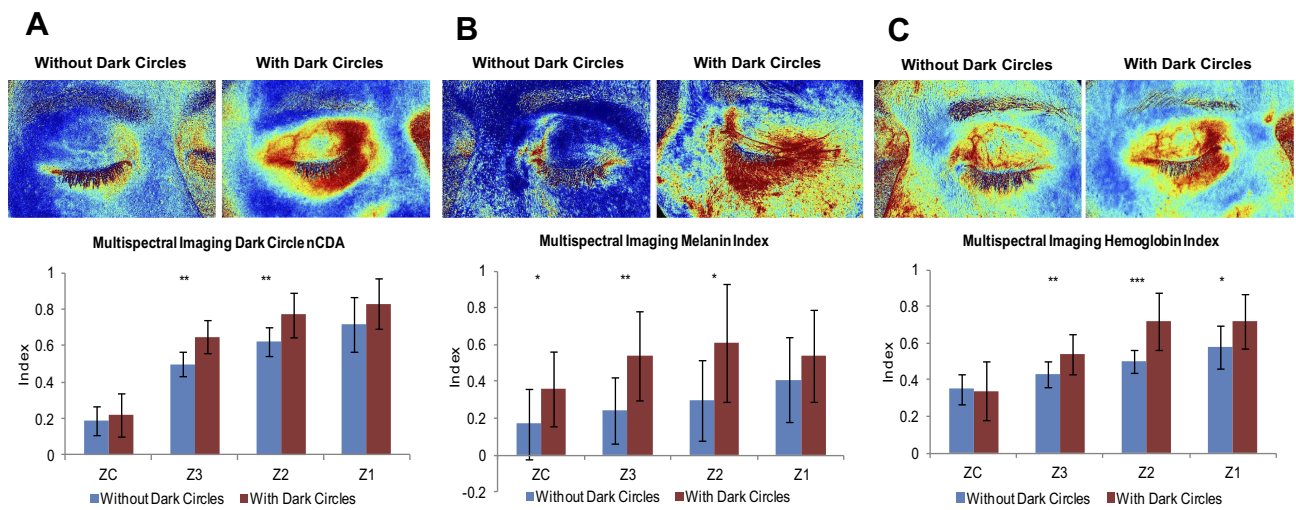 A
B
C
Without Dark Circles
With Dark Circles
Without Dark Circles
With Dark Circles
Without Dark Circles
With Dark Circles
Multispectral Imaging Dark Circle nCDA
Index
1
0.8
0.6
0.4
0.2
0
**
**
ZC
Z3
Z2
Z1
Without Dark Circles
With Dark Circles
Multispectral Imaging Melanin Index
Index
1
0.8
0.6
0.4
0.2
0
-0.2
*
**
*
ZC
Z3
Z2
Z1
Without Dark Circles
With Dark Circles
Multispectral Imaging Hemoglobin Index
Index
1
0.8
0.6
0.4
0.2
0
**
***
*
ZC
Z3
Z2
Z1
Without Dark Circles
With Dark Circles